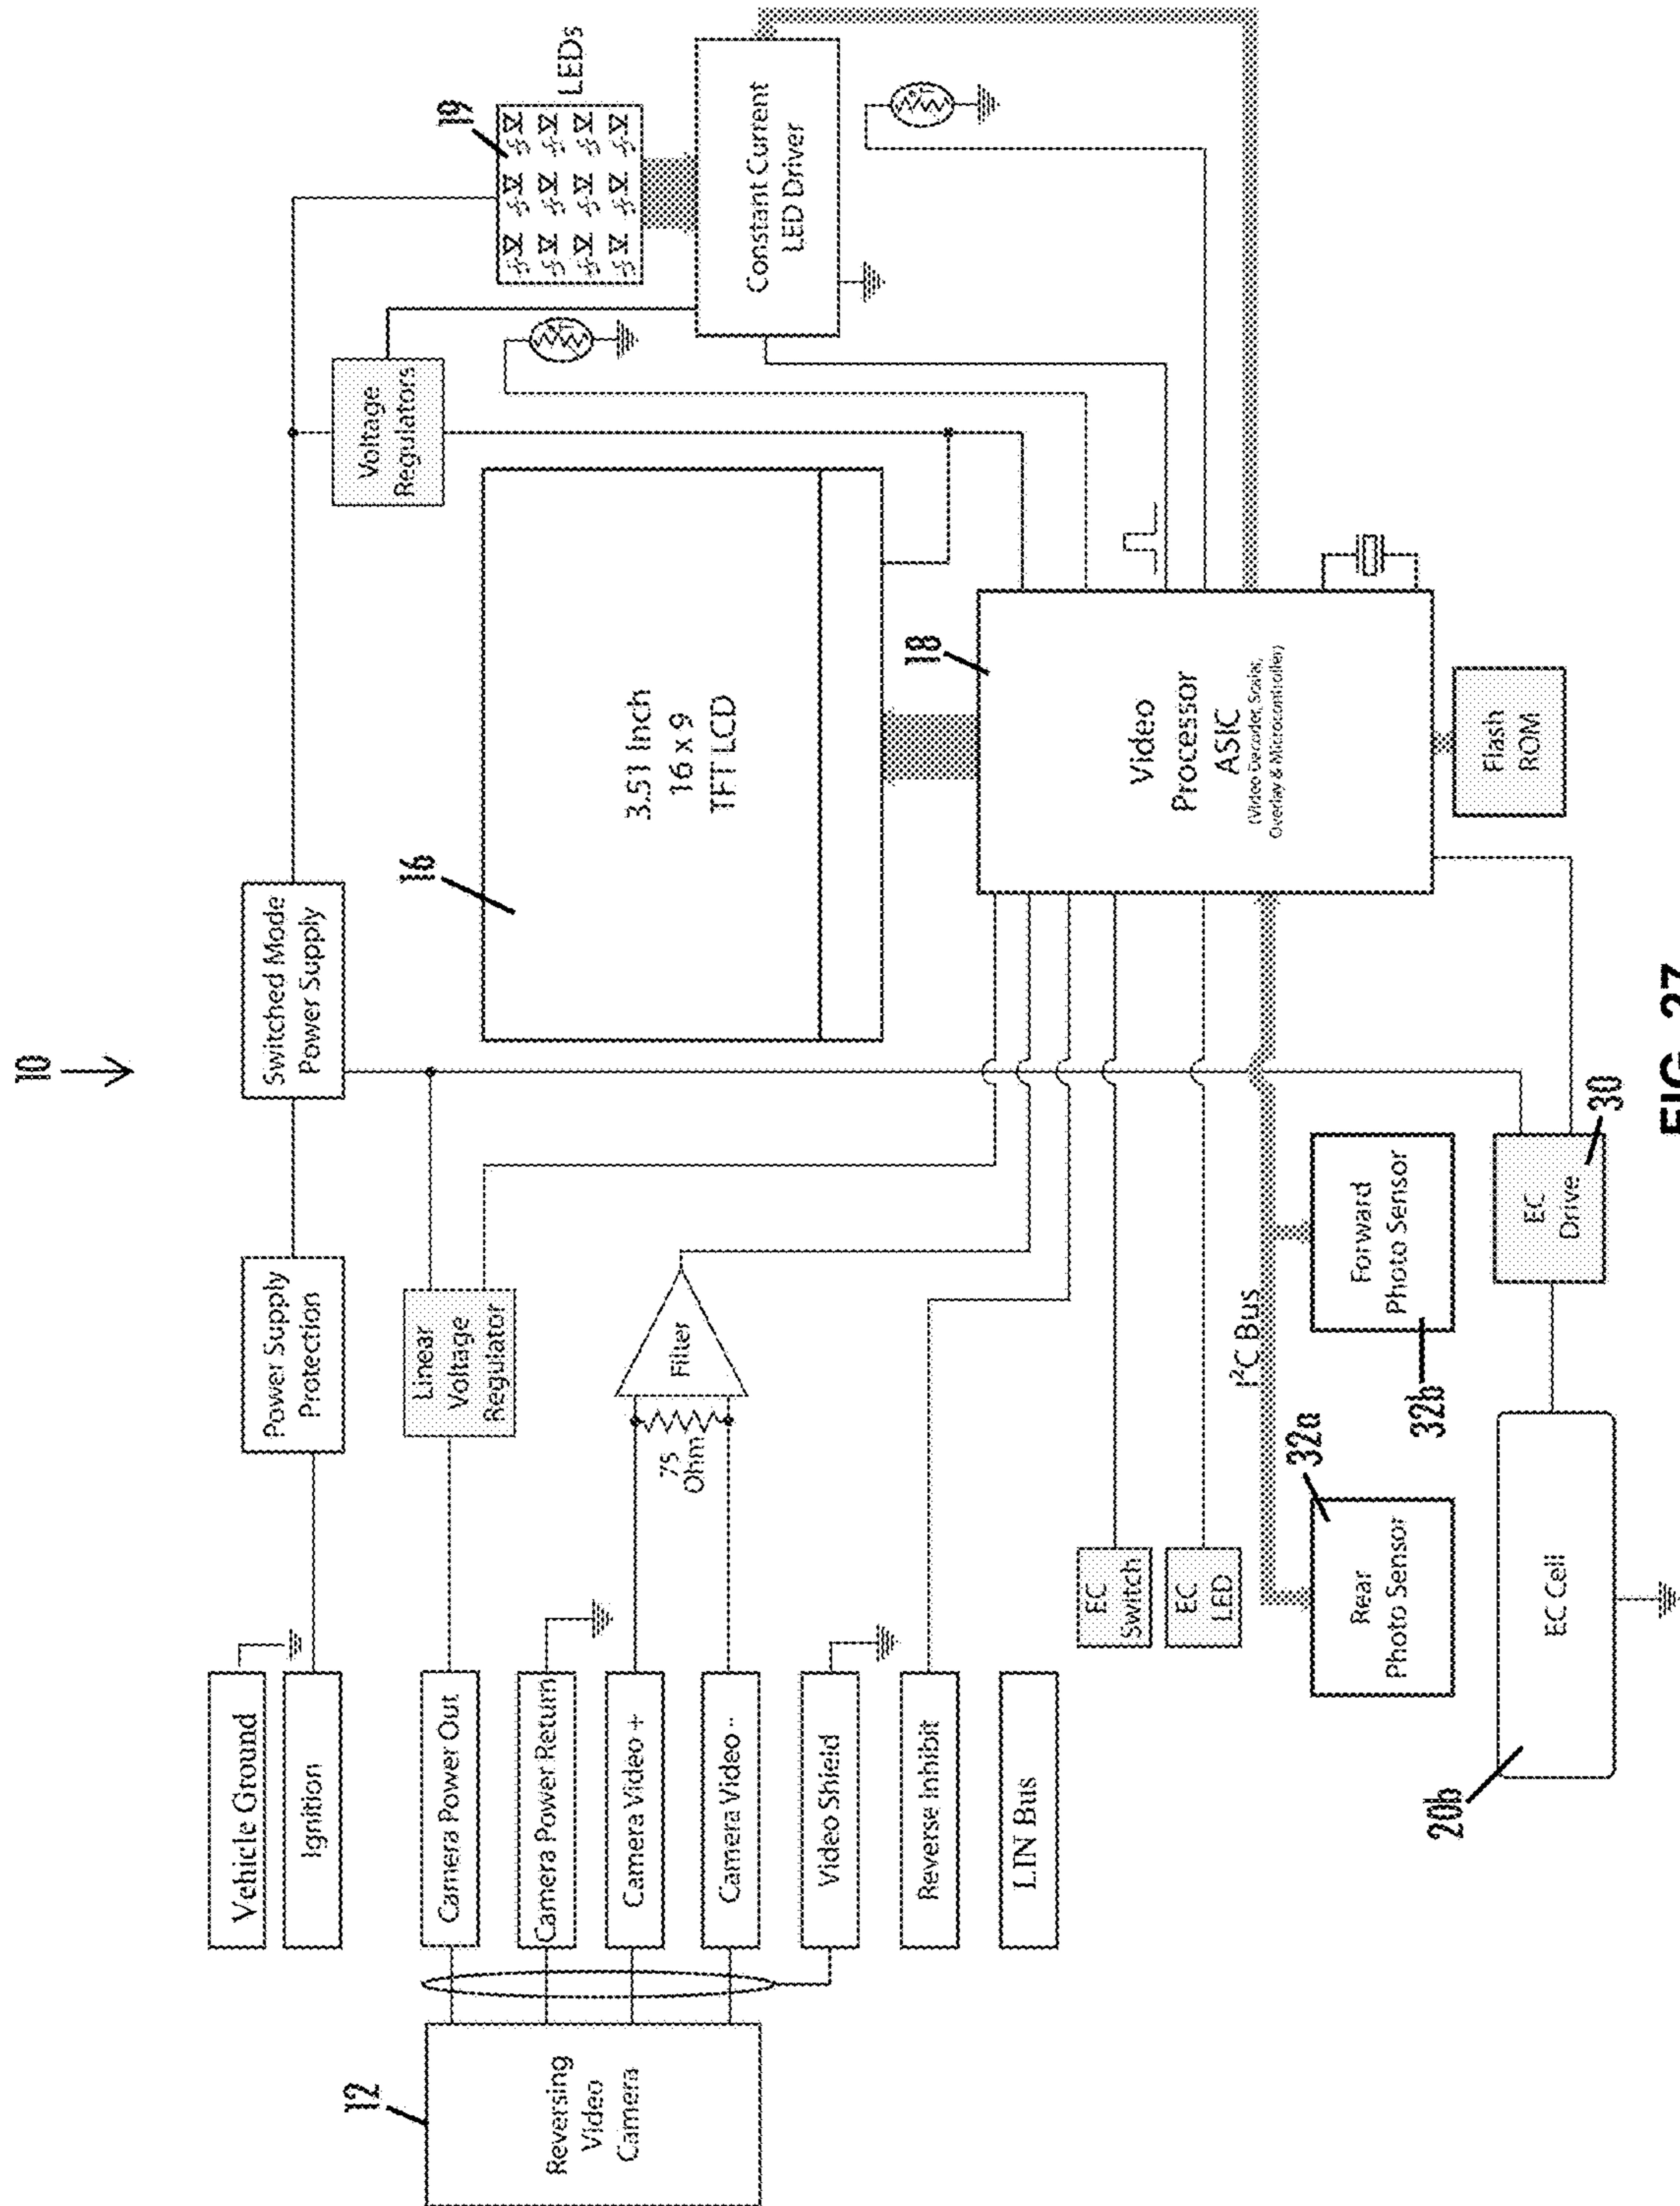 10
Vehicle Ground
Ignition
Power Supply
Protection
Switched Mode
Power Supply
Voltage
Regulators
19
LEDs
Constant Current
LED Driver
12
Reversing
Video
Camera
Camera Power Out
Camera Power Return
Camera Video +
Camera Video -
Video Shield
Reverse Inhibit
LIN Bus
Linear
Voltage
Regulator
75
Ohm
Filter
16
3.51 Inch
16 x 9
TFT LCD
18
Video
Processor
ASIC
(Video Decoder, Scalar,
Overlay & Microcontroller)
Flash
ROM
EC
Switch
EC
LED
I²C Bus
32a
Rear
Photo Sensor
32b
Forward
Photo Sensor
20b
EC Cell
EC
Drive
30
FIG. 27